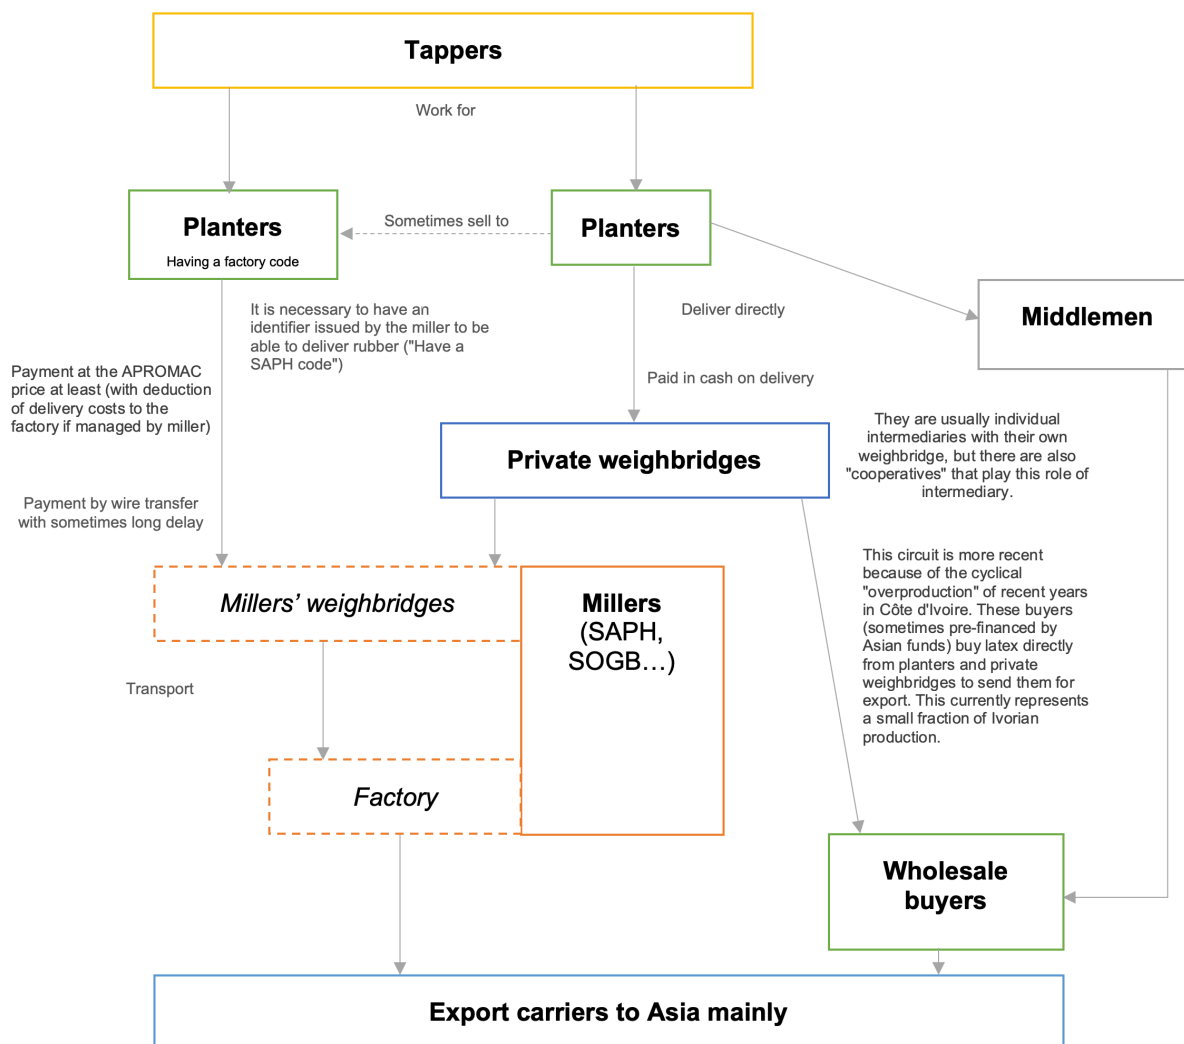 Tappers
Work for
Planters
Having a factory code
Sometimes sell to
Planters
Middlemen
It is necessary to have an
identifier issued by the miller to be
able to deliver rubber ("Have a
SAPH code")
Deliver directly
Payment at the APROMAC
price at least (with deduction
of delivery costs to the
factory if managed by miller)
Paid in cash on delivery
Private weighbridges
They are usually individual
intermediaries with their own
weighbridge, but there are also
"cooperatives" that play this role of
intermediary.
Payment by wire transfer
with sometimes long delay
This circuit is more recent
because of the cyclical
"overproduction" of recent years
in Côte d'Ivoire. These buyers
(sometimes pre-financed by
Asian funds) buy latex directly
from planters and private
weighbridges to send them for
export. This currently represents
a small fraction of Ivorian
production.
Millers’ weighbridges
Millers
(SAPH,
SOGB…)
Transport
Factory
Wholesale
buyers
Export carriers to Asia mainly